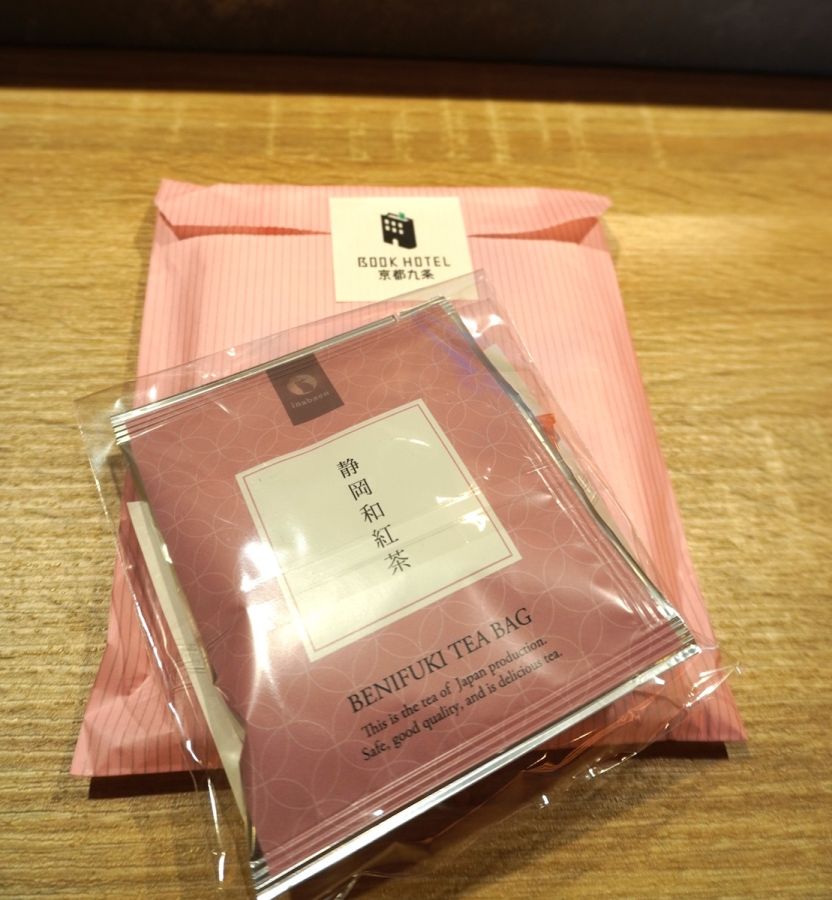 BOOK HOTEL
京都九条
静岡和紅茶
BENIFUKI TEA BAG
This is the tea of Japan production.
Safe, good quality, and is delicious tea.